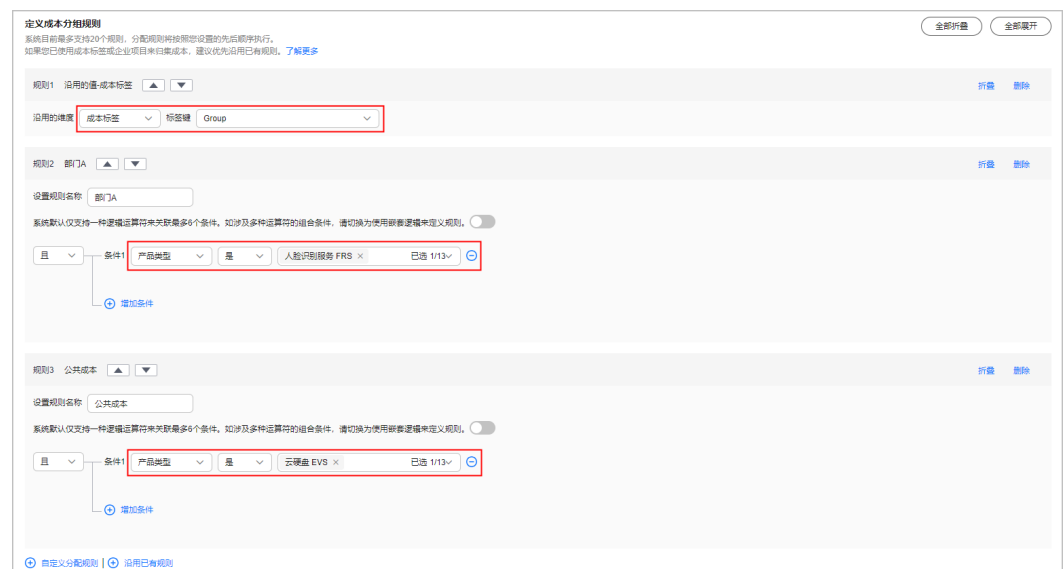 定义成本分组规则
全部折叠 全部展开
系统目前最多支持20个规则，分配规则将按照您设置的先后顺序执行。
如果您已使用成本标签或企业项目来归集成本，建议优先沿用已有规则。了解更多
规则1 沿用的值-成本标签 折叠 删除
沿用的维度 成本标签 标签键 Group
规则2 部门A 折叠 删除
设置规则名称 部门A
系统默认仅支持一种逻辑运算符来关联最多6个条件。如涉及多种运算符的组合条件，请切换为使用嵌套逻辑来定义规则。
且 条件1 产品类型 是 人脸识别服务 FRS × 已选 1/13
增加条件
规则3 公共成本 折叠 删除
设置规则名称 公共成本
系统默认仅支持一种逻辑运算符来关联最多6个条件。如涉及多种运算符的组合条件，请切换为使用嵌套逻辑来定义规则。
且 条件1 产品类型 是 云硬盘 EVS × 已选 1/13
增加条件
自定义分配规则 | 沿用已有规则